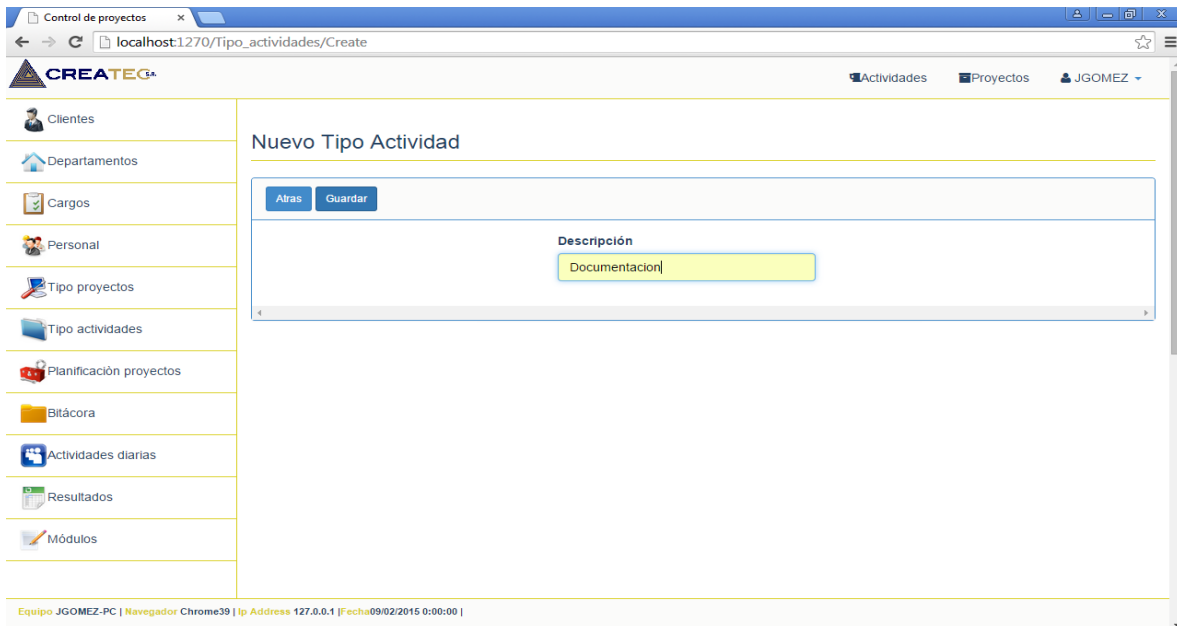 Control de proyectos
localhost:1270/Tipo_actividades/Create
CREATEC S.A.
Actividades
Proyectos
JGOMEZ
Clientes
Departamentos
Cargos
Personal
Tipo proyectos
Tipo actividades
Planificaciòn proyectos
Bitácora
Actividades diarias
Resultados
Módulos
Nuevo Tipo Actividad
Atras
Guardar
Descripción
Documentacion
Equipo JGOMEZ-PC | Navegador Chrome39 | Ip Address 127.0.0.1 |Fecha09/02/2015 0:00:00 |